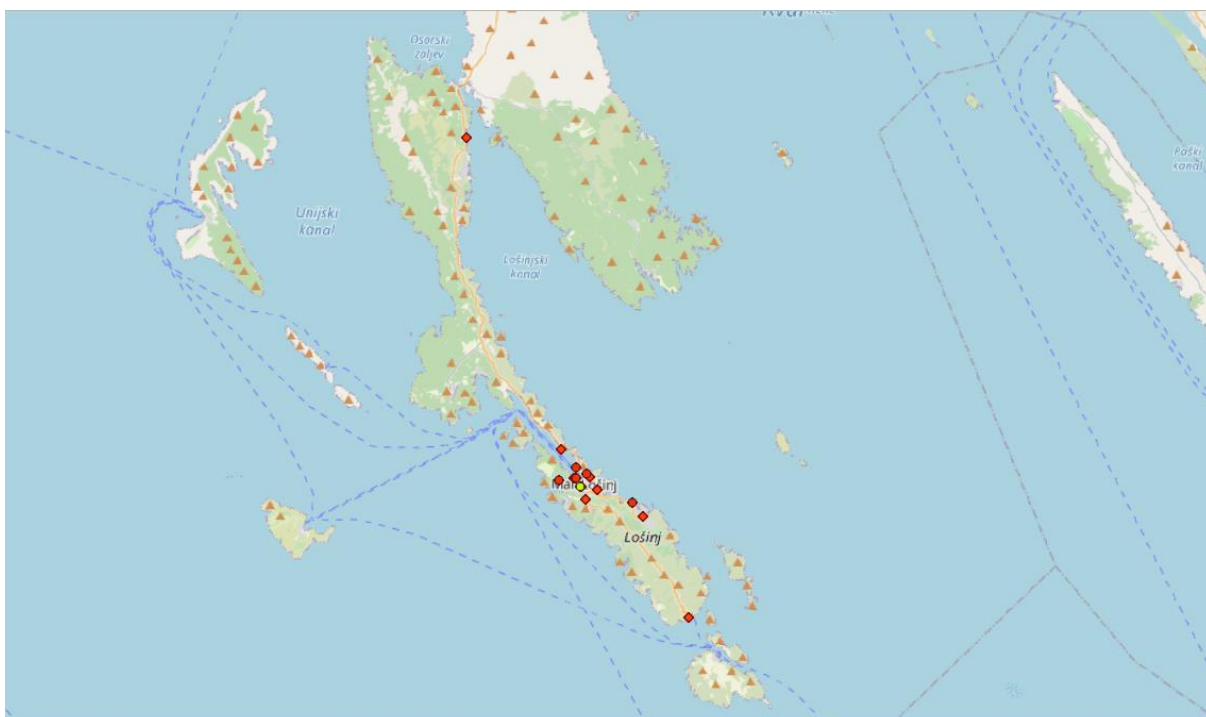 Osorski
zaljev
Unijski
kanal
Lošinjski
kanal
Paški
kanal
Lošinj